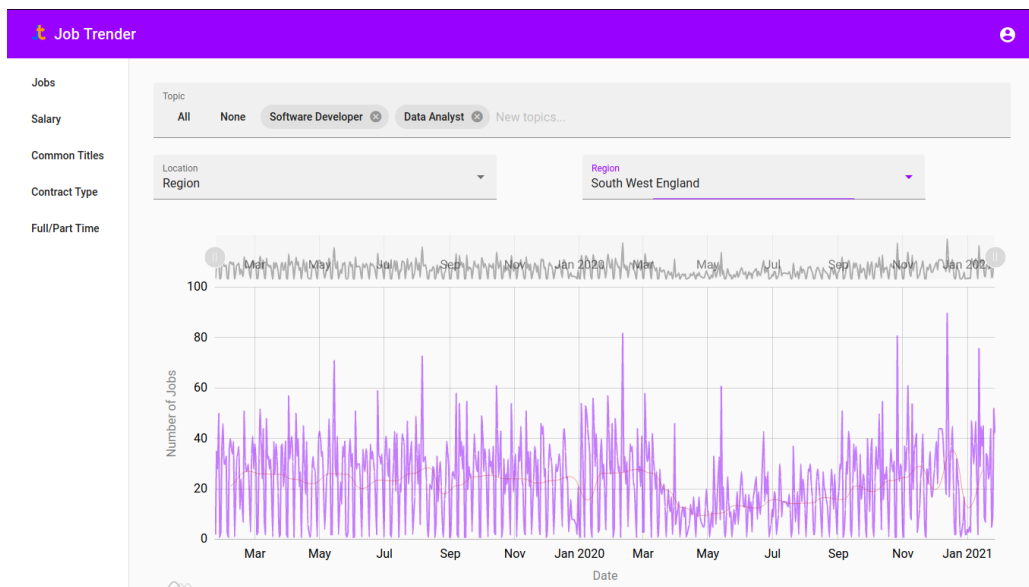 t Job Trender
Jobs
Salary
Common Titles
Contract Type
Full/Part Time
Topic
All None Software Developer Data Analyst New topics...
Location
Region
Region
South West England
Mar May Jul Sep Nov Jan 2020 Mar May Jul Sep Nov Jan 202...
100
80
60
40
20
0
Number of Jobs
Mar May Jul Sep Nov Jan 2020 Mar May Jul Sep Nov Jan 2021
Date